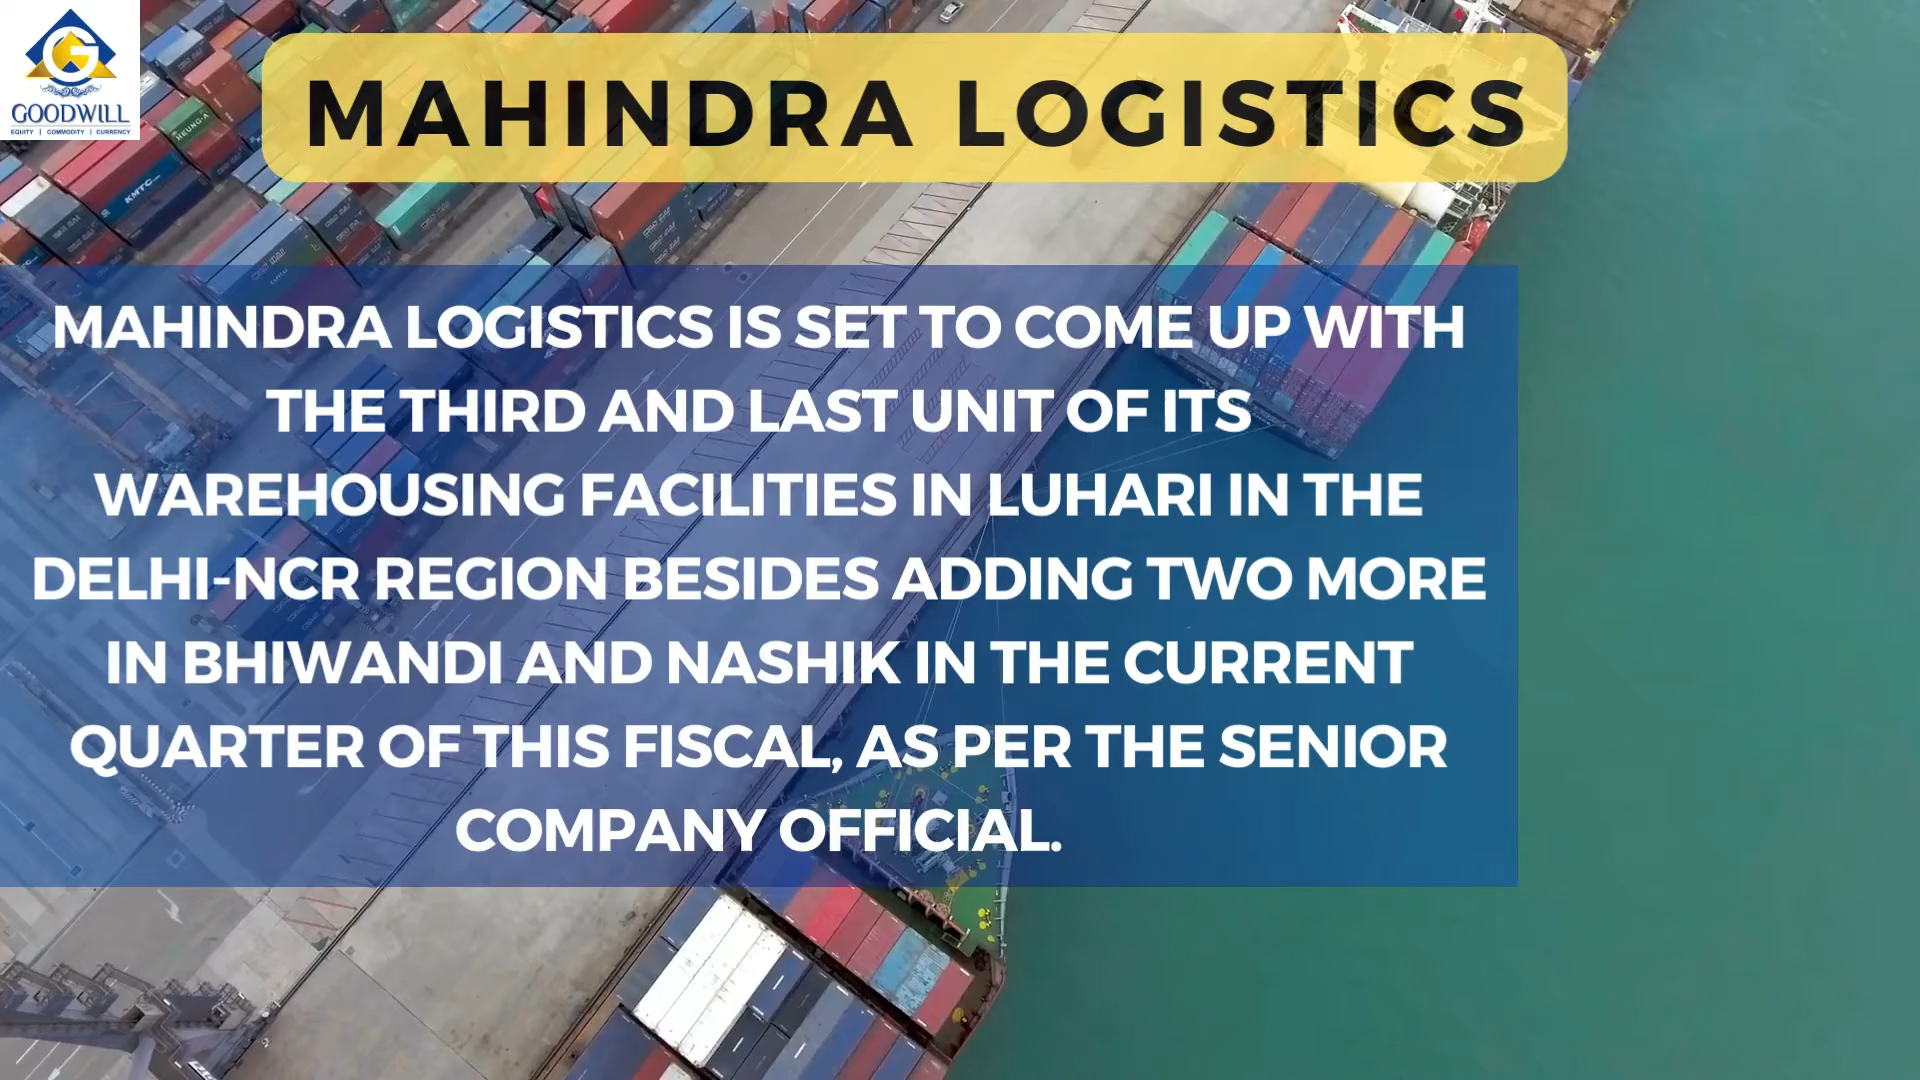 GOODWILL
EQUITY | COMMODITY | CURRENCY
MAHINDRA LOGISTICS
HEUNG-A
KMTC
MAHINDRA LOGISTICS IS SET TO COME UP WITH
THE THIRD AND LAST UNIT OF ITS
WAREHOUSING FACILITIES IN LUHARI IN THE
DELHI-NCR REGION BESIDES ADDING TWO MORE
IN BHIWANDI AND NASHIK IN THE CURRENT
QUARTER OF THIS FISCAL, AS PER THE SENIOR
COMPANY OFFICIAL.